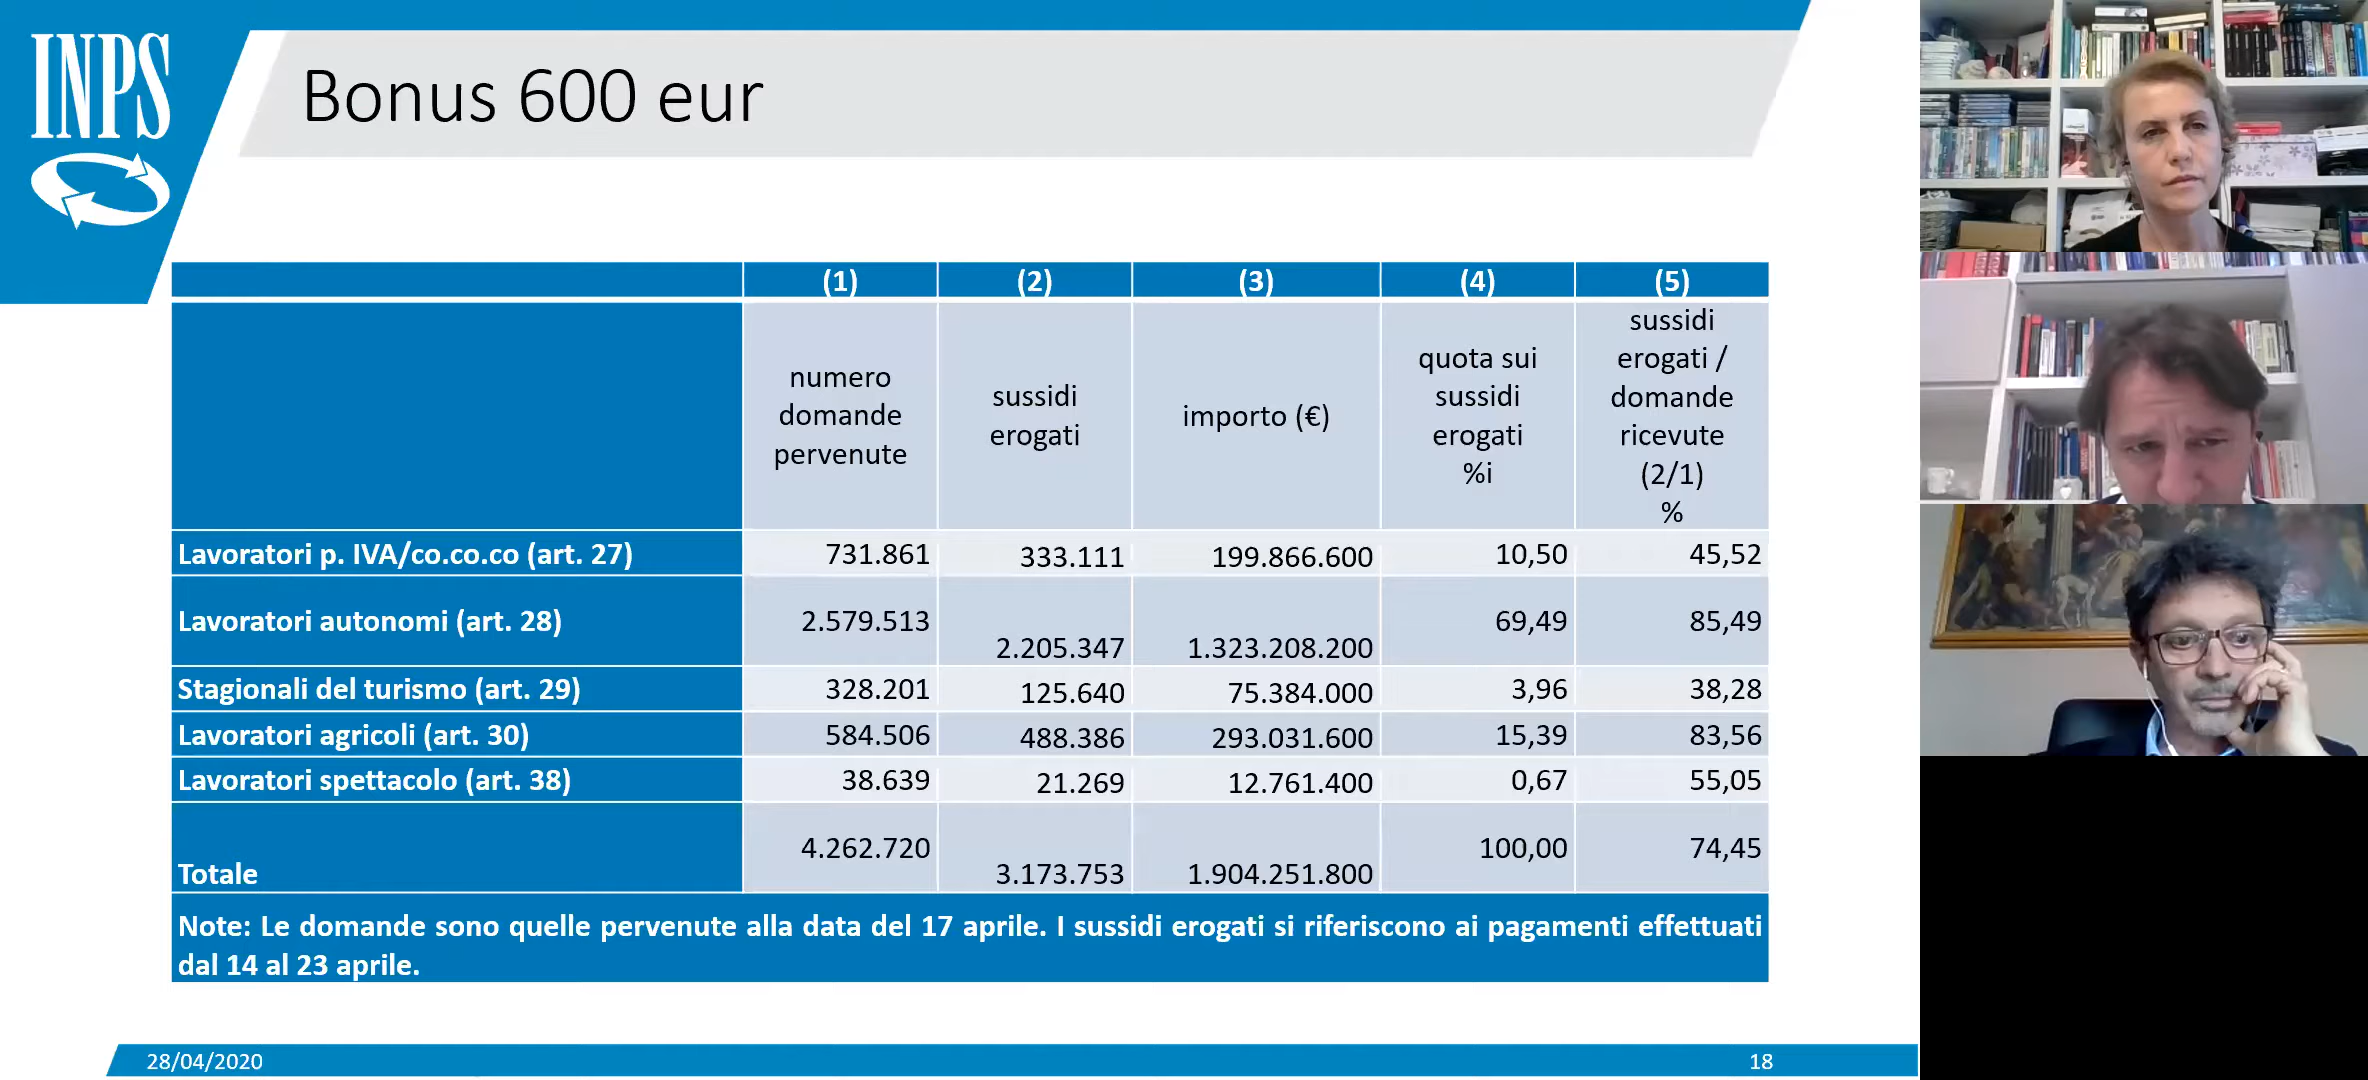 INPS
Bonus 600 eur
(1) (2) (3) (4) (5)
numero domande pervenute
sussidi erogati
importo (€)
quota sui sussidi erogati %i
sussidi erogati / domande ricevute (2/1) %
Lavoratori p. IVA/co.co.co (art. 27) 731.861 333.111 199.866.600 10,50 45,52
Lavoratori autonomi (art. 28) 2.579.513 2.205.347 1.323.208.200 69,49 85,49
Stagionali del turismo (art. 29) 328.201 125.640 75.384.000 3,96 38,28
Lavoratori agricoli (art. 30) 584.506 488.386 293.031.600 15,39 83,56
Lavoratori spettacolo (art. 38) 38.639 21.269 12.761.400 0,67 55,05
Totale 4.262.720 3.173.753 1.904.251.800 100,00 74,45
Note: Le domande sono quelle pervenute alla data del 17 aprile. I sussidi erogati si riferiscono ai pagamenti effettuati
dal 14 al 23 aprile.
28/04/2020 18